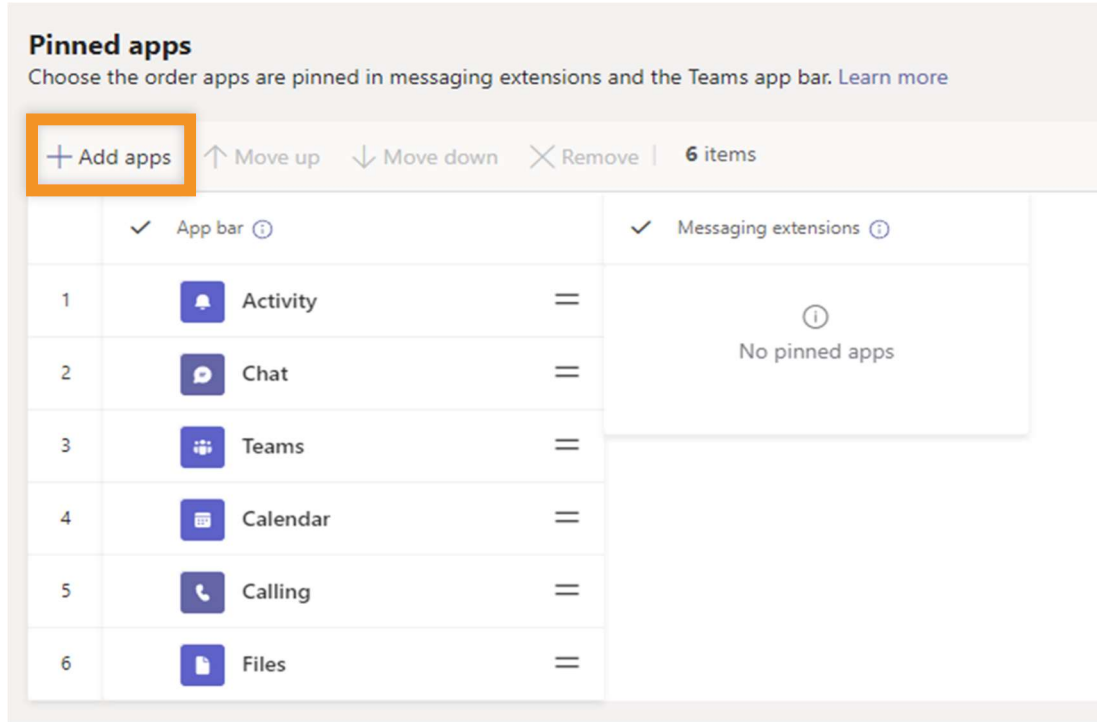 Pinned apps
Choose the order apps are pinned in messaging extensions and the Teams app bar. Learn more
Add apps Move up Move down Remove 6 items
App bar Messaging extensions
1 Activity
No pinned apps
2 Chat
3 Teams
4 Calendar
5 Calling
6 Files